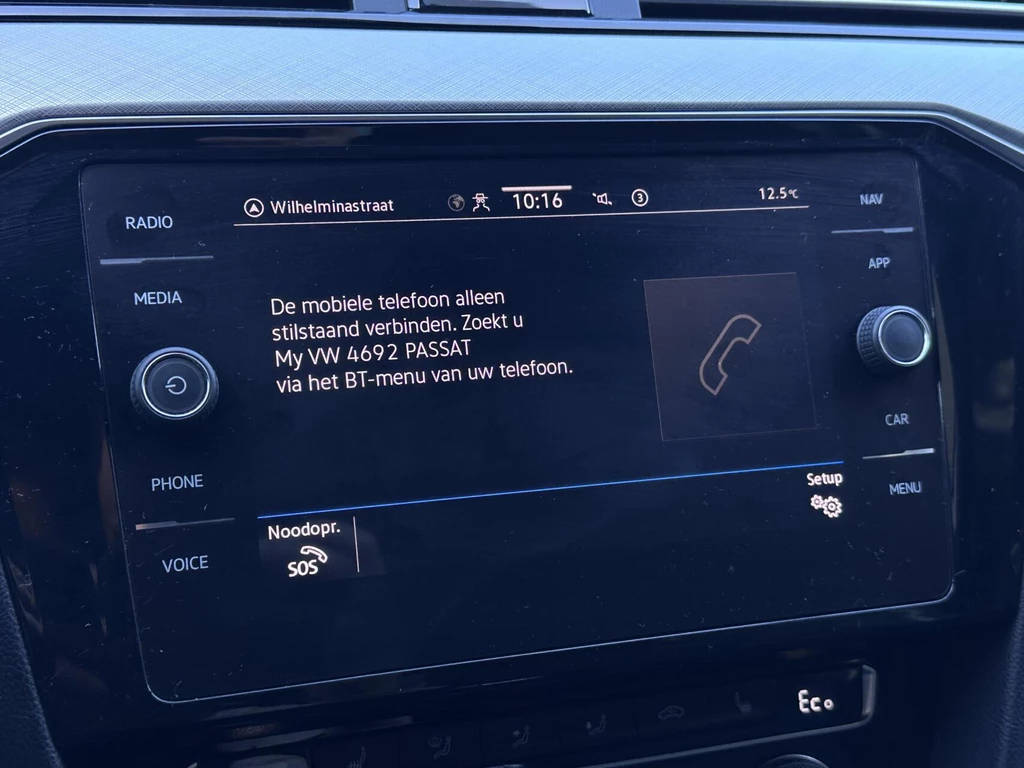 Wilhelminastraat 10:16 3 12.5°C
RADIO
MEDIA
PHONE
VOICE
De mobiele telefoon alleen
stilstaand verbinden. Zoekt u
My VW 4692 PASSAT
via het BT-menu van uw telefoon.
NAV
APP
CAR
MENU
Noodopr.
SOS
Setup
Eco